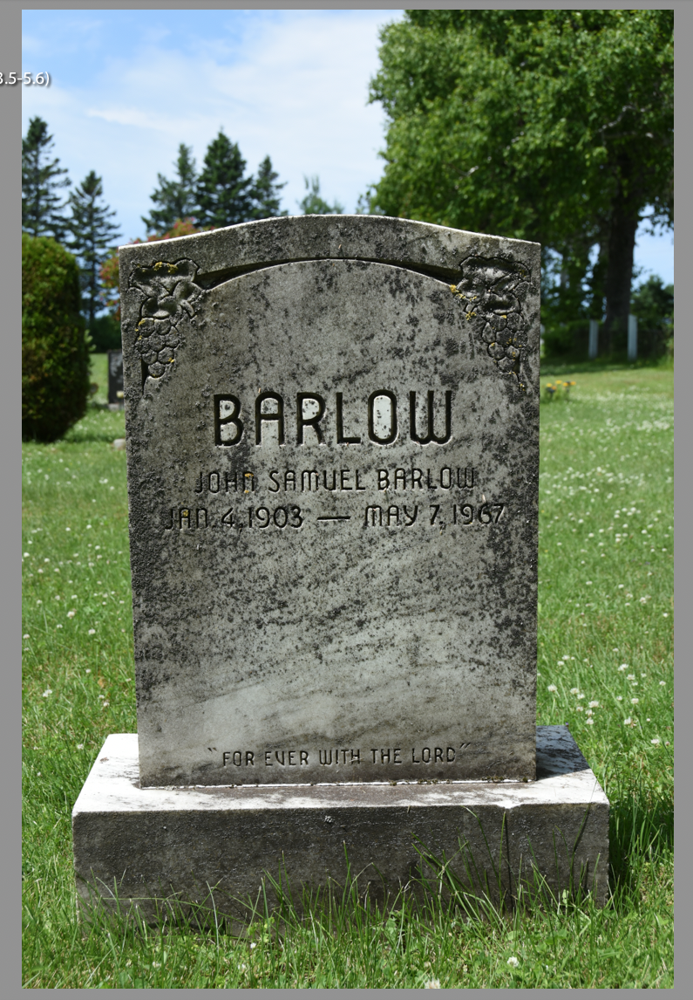 3.5-5.6)
BARLOW
JOHN SAMUEL BARLOW
JAN. 4, 1903 — MAY 7, 1967
"FOR EVER WITH THE LORD"